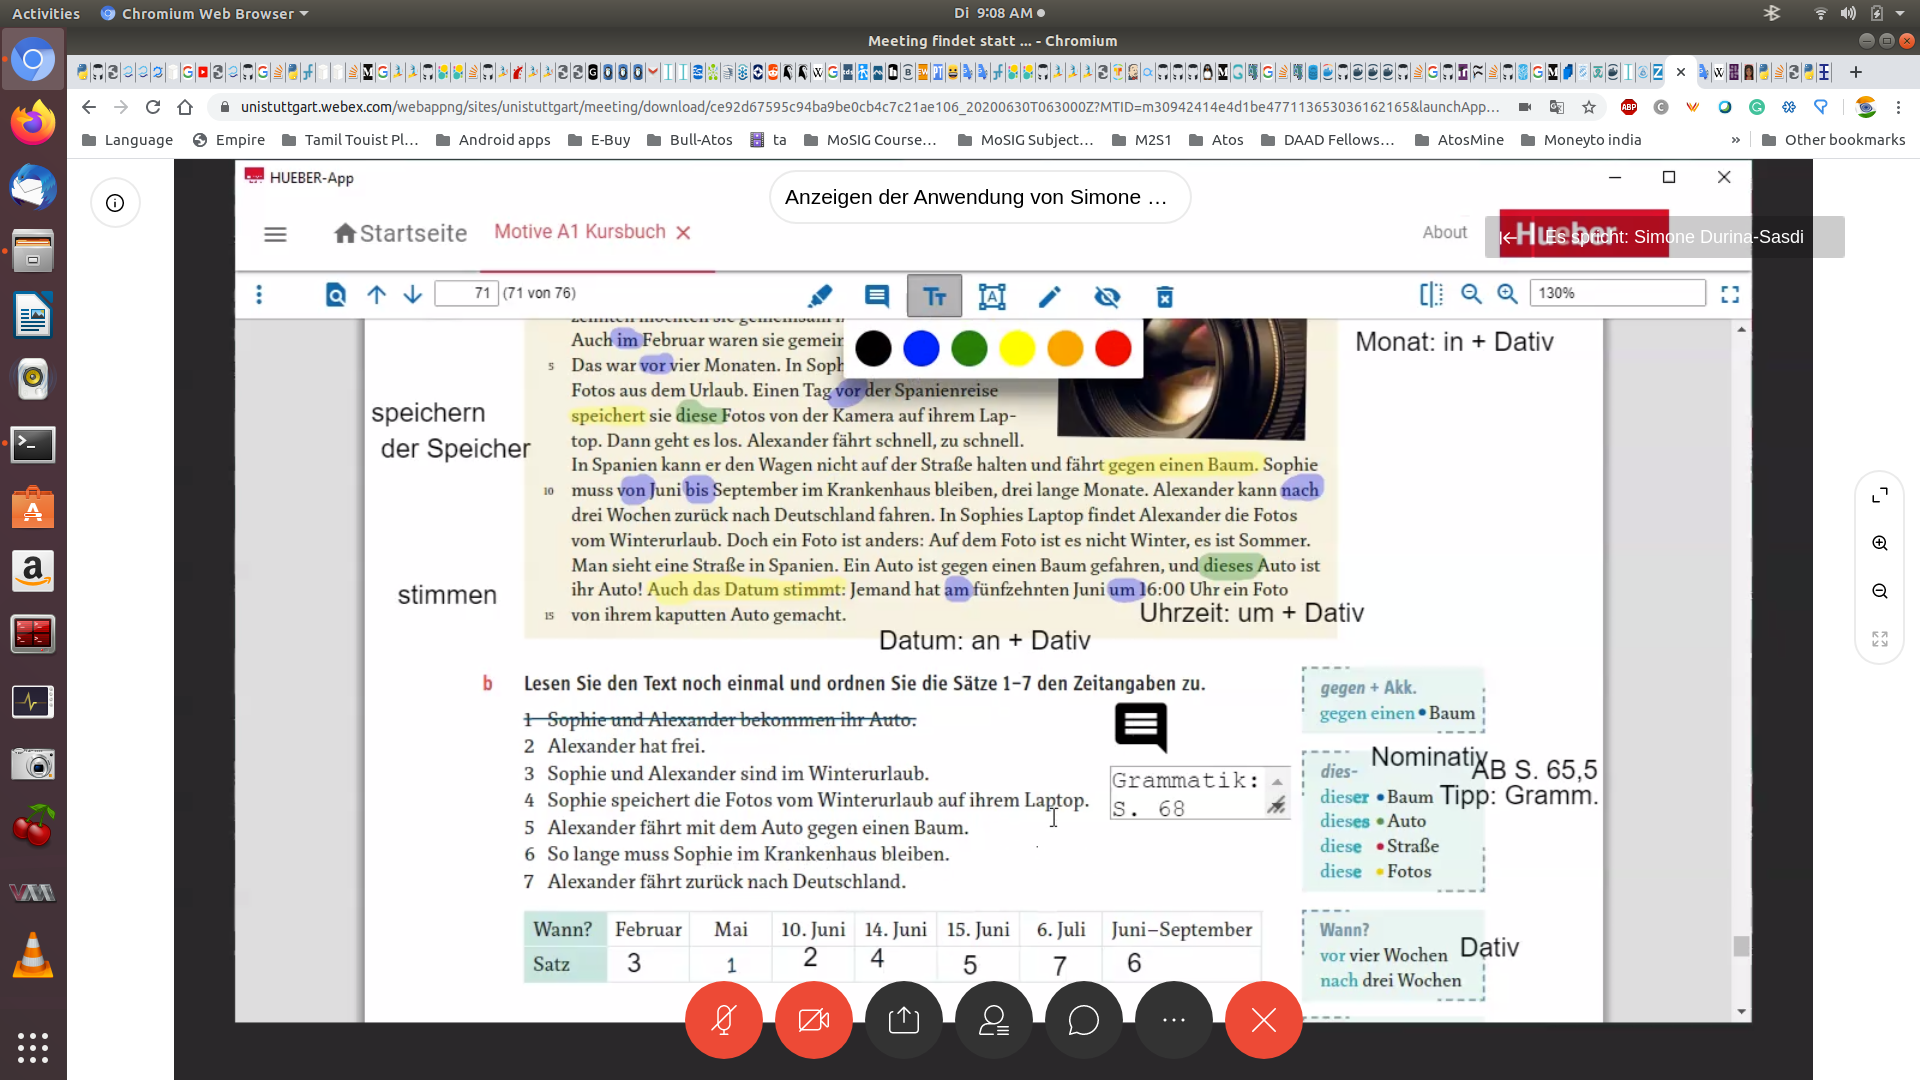 Activities
Chromium Web Browser
Di 9:08 AM
Meeting findet statt ... - Chromium
unistuttgart.webex.com/webappng/sites/unistuttgart/meeting/download/ce92d67595c94ba9be0cb4c7c21ae106_20200630T063000Z?MTID=m30942414e4d1be477113653036162165&launchApp...
Language
Empire
Tamil Touist Pl...
Android apps
E-Buy
Bull-Atos
ta
MoSIG Course...
MoSIG Subject...
M2S1
Atos
DAAD Fellows...
AtosMine
Moneyto india
»
Other bookmarks
HUEBER-App
Anzeigen der Anwendung von Simone ...
Startseite
Motive A1 Kursbuch
About
Hueber
Es spricht: Simone Durina-Sasdi
71 (71 von 76)
130%
Auch im Februar waren sie gemein
5 Das war vor vier Monaten. In Soph
Fotos aus dem Urlaub. Einen Tag vor der Spanienreise
speichert sie diese Fotos von der Kamera auf ihrem Lap-
top. Dann geht es los. Alexander fährt schnell, zu schnell.
In Spanien kann er den Wagen nicht auf der Straße halten und fährt gegen einen Baum. Sophie
10 muss von Juni bis September im Krankenhaus bleiben, drei lange Monate. Alexander kann nach
drei Wochen zurück nach Deutschland fahren. In Sophies Laptop findet Alexander die Fotos
vom Winterurlaub. Doch ein Foto ist anders: Auf dem Foto ist es nicht Winter, es ist Sommer.
Man sieht eine Straße in Spanien. Ein Auto ist gegen einen Baum gefahren, und dieses Auto ist
ihr Auto! Auch das Datum stimmt: Jemand hat am fünfzehnten Juni um 16:00 Uhr ein Foto
15 von ihrem kaputten Auto gemacht.
Monat: in + Dativ
speichern
der Speicher
stimmen
Uhrzeit: um + Dativ
Datum: an + Dativ
b Lesen Sie den Text noch einmal und ordnen Sie die Sätze 1–7 den Zeitangaben zu.
1 Sophie und Alexander bekommen ihr Auto.
2 Alexander hat frei.
3 Sophie und Alexander sind im Winterurlaub.
4 Sophie speichert die Fotos vom Winterurlaub auf ihrem Laptop.
5 Alexander fährt mit dem Auto gegen einen Baum.
6 So lange muss Sophie im Krankenhaus bleiben.
7 Alexander fährt zurück nach Deutschland.
Grammatik:
S. 68
gegen + Akk.
gegen einen • Baum
Nominativ
AB S. 65,5
Tipp: Gramm.
dies-
dieser • Baum
dieses • Auto
diese • Straße
diese • Fotos
Wann? Februar Mai 10. Juni 14. Juni 15. Juni 6. Juli Juni–September
Satz 3 1 2 4 5 7 6
Wann?
vor vier Wochen
nach drei Wochen
Dativ